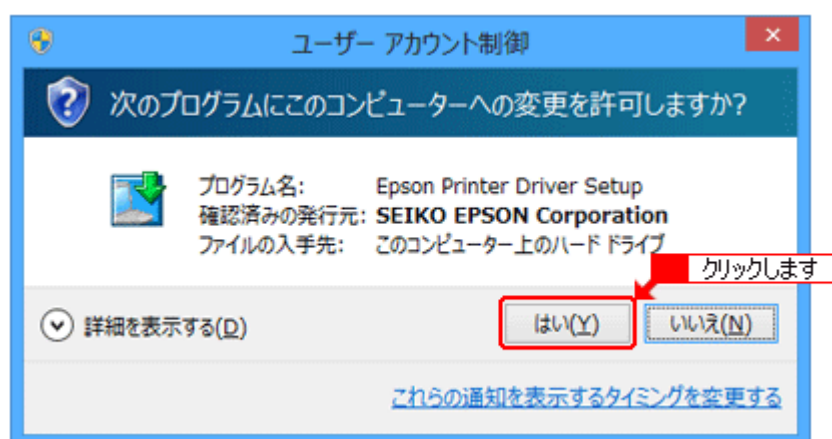 ユーザー アカウント制御
次のプログラムにこのコンピューターへの変更を許可しますか?
プログラム名: Epson Printer Driver Setup
確認済みの発行元: SEIKO EPSON Corporation
ファイルの入手先: このコンピューター上のハード ドライブ
クリックします
詳細を表示する(D) はい(Y) いいえ(N)
これらの通知を表示するタイミングを変更する